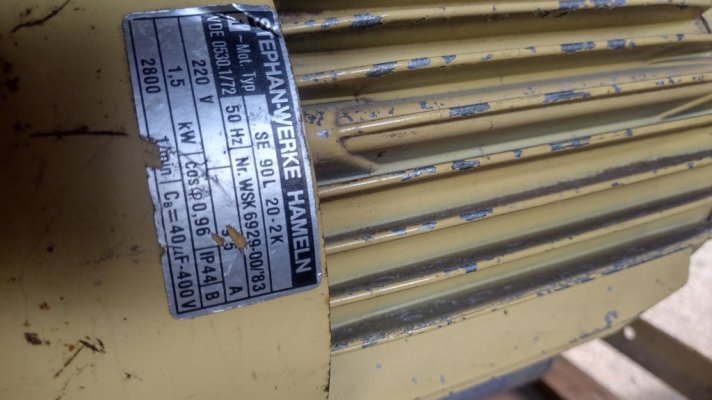 STEPHAN-WERKE HAMELN
~Mot. Typ SE 90L 20-2K
VDE 0530.1/72 50 Hz Nr. WSK 6929-00/'83
220 V A
1,5 kW cosφ 0,96 IP44 B
2800 1/min CB=40µF-400V